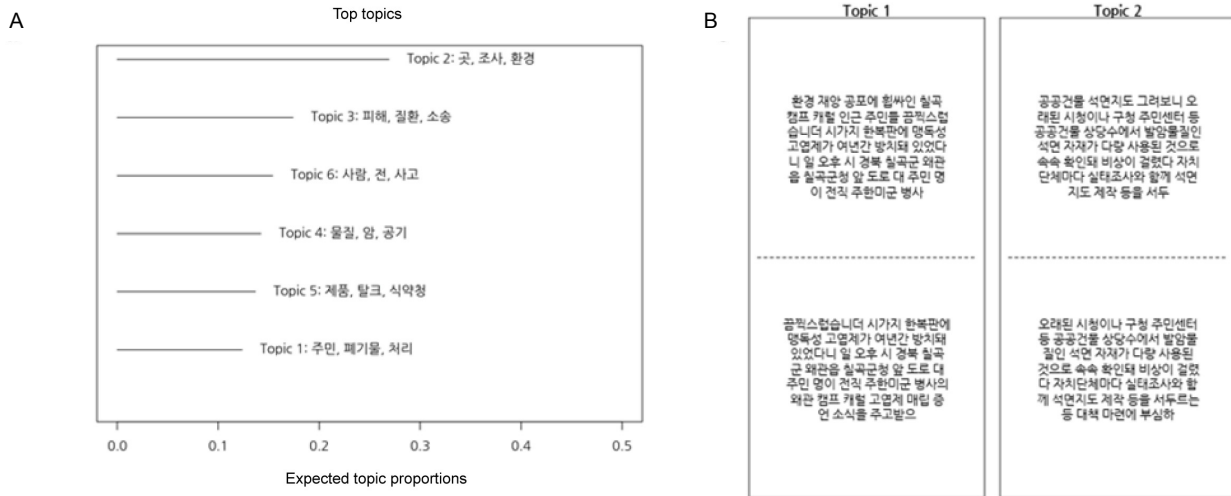 A
Top topics
Topic 2: 곳, 조사, 환경
Topic 3: 피해, 질환, 소송
Topic 6: 사람, 전, 사고
Topic 4: 물질, 암, 공기
Topic 5: 제품, 탈크, 식약청
Topic 1: 주민, 폐기물, 처리
0.0 0.1 0.2 0.3 0.4 0.5
Expected topic proportions
B
Topic 1
환경 재앙 공포에 휩싸인 칠곡
캠프 캐럴 인근 주민들 끔찍스럽
습니더 시가지 한복판에 맹독성
고엽제가 여년간 방치돼 있었다
니 일 오후 시 경북 칠곡군 왜관
읍 칠곡군청 앞 도로 대 주민 명
이 전직 주한미군 병사
끔찍스럽습니더 시가지 한복판에
맹독성 고엽제가 여년간 방치돼
있었다니 일 오후 시 경북 칠곡
군 왜관읍 칠곡군청 앞 도로 대
주민 명이 전직 주한미군 병사의
왜관 캠프 캐럴 고엽제 매립 증
언 소식을 주고받으
Topic 2
공공건물 석면지도 그려보니 오
래된 시청이나 구청 주민센터 등
공공건물 상당수에서 발암물질인
석면 자재가 다량 사용된 것으로
속속 확인돼 비상이 걸렸다 자치
단체마다 실태조사와 함께 석면
지도 제작 등을 서두
오래된 시청이나 구청 주민센터
등 공공건물 상당수에서 발암물
질인 석면 자재가 다량 사용된
것으로 속속 확인돼 비상이 걸렸
다 자치단체마다 실태조사와 함
께 석면지도 제작 등을 서두르는
등 대책 마련에 부심하